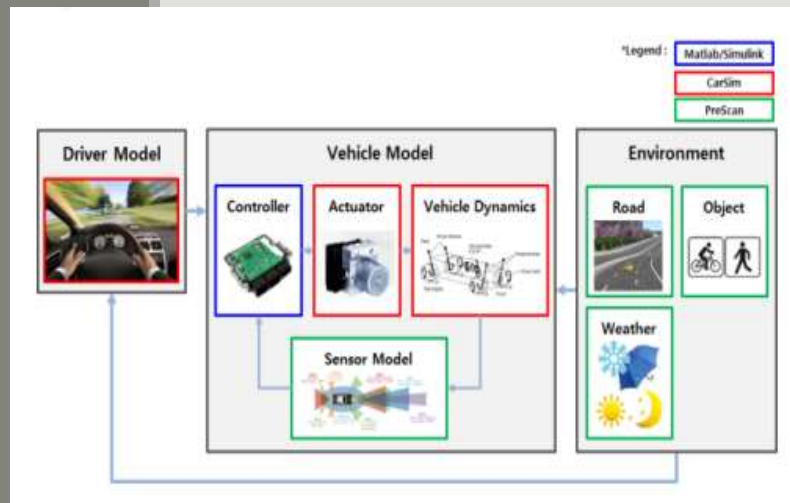 *Legend :
Matlab/Simulink
CarSim
PreScan
Driver Model
Vehicle Model
Environment
Controller
Actuator
Vehicle Dynamics
Road
Object
Sensor Model
Weather